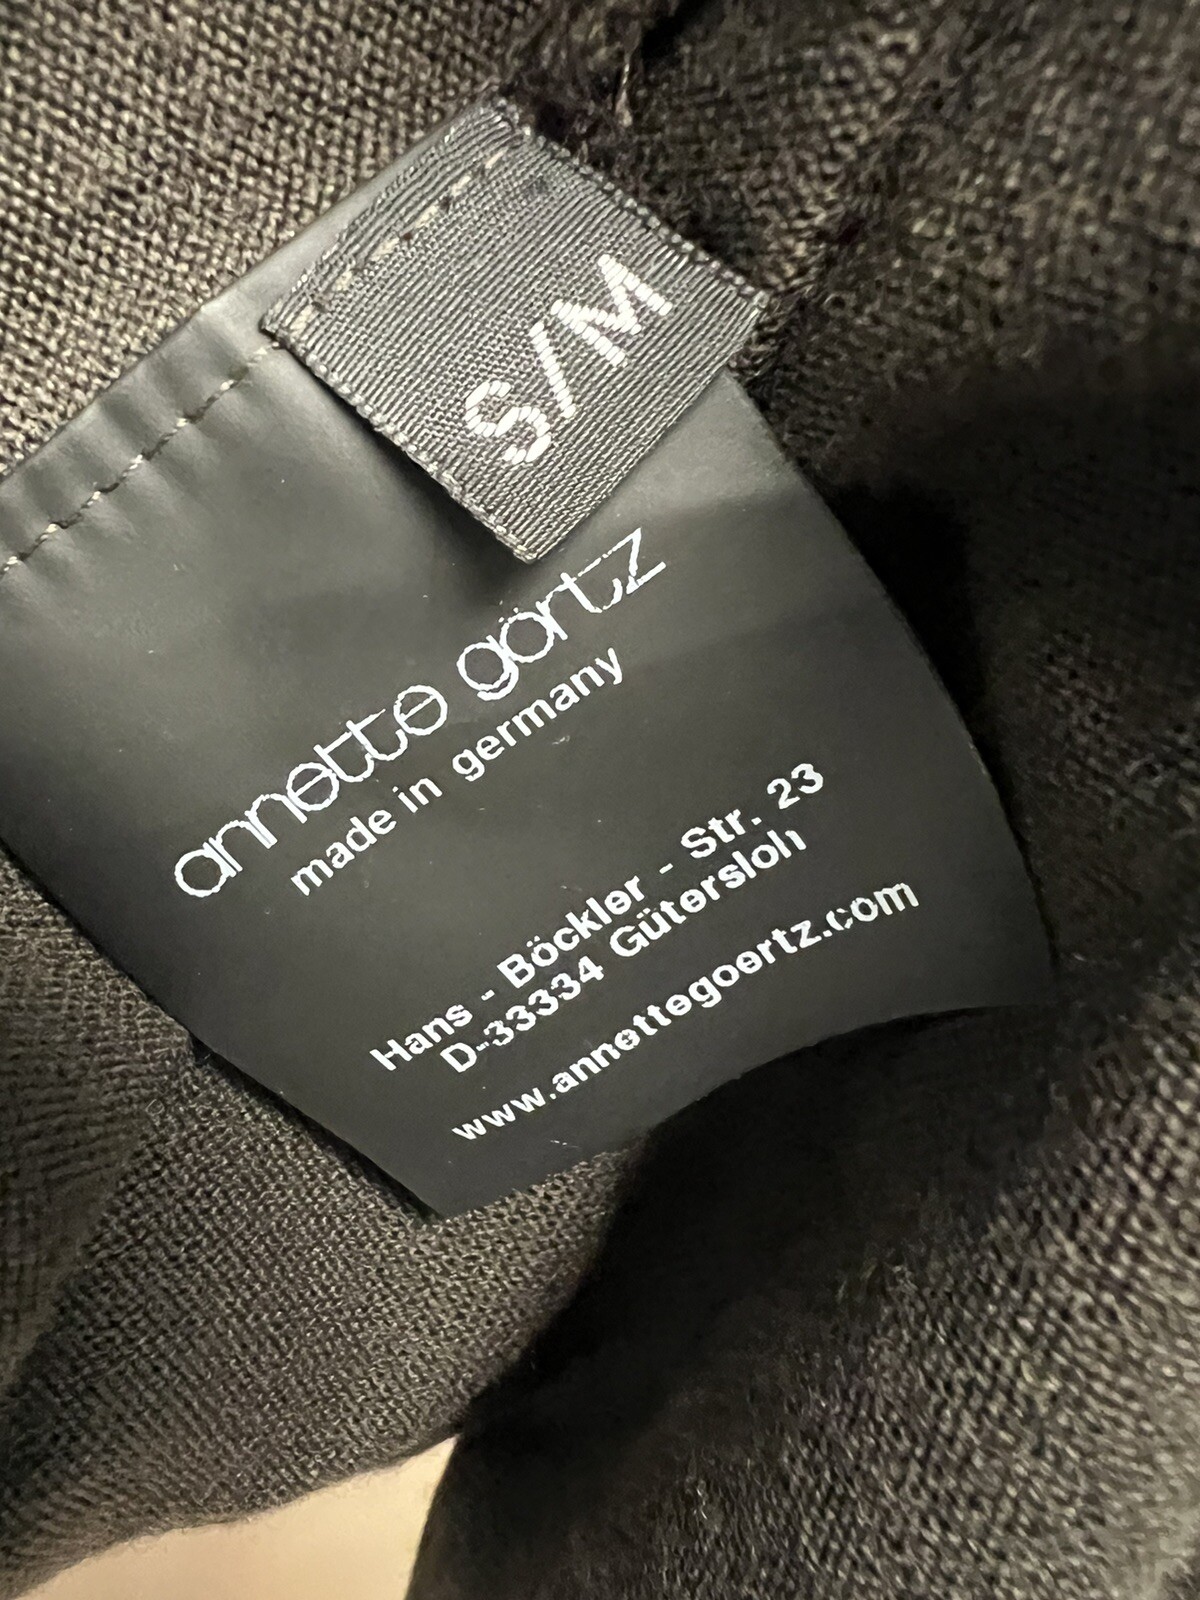 S/M
annette görtz
made in germany
Hans - Böckler - Str. 23
D-33334 Gütersloh
www.annettegoertz.com